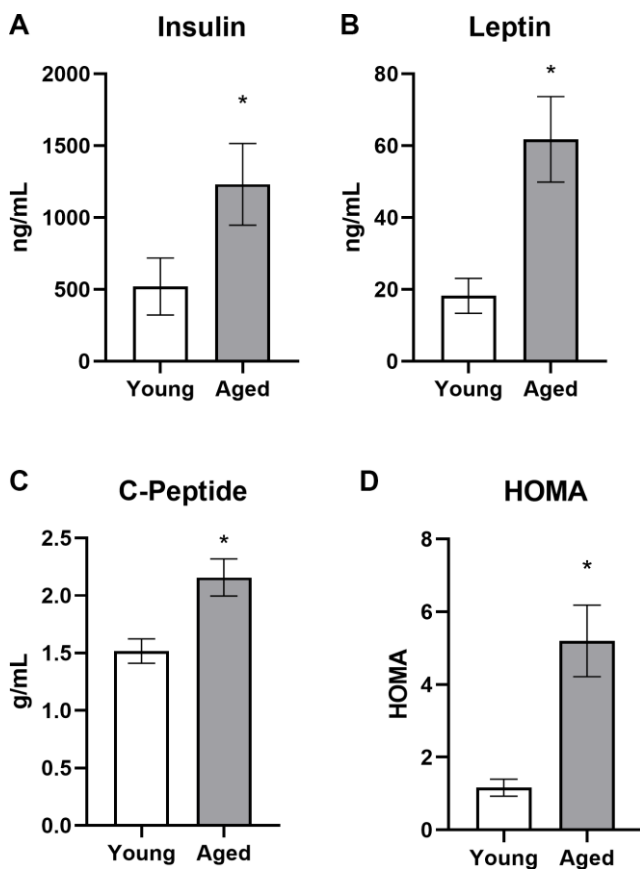 A
Insulin
2000
1500
1000
500
0
ng/mL
*
Young Aged
B
Leptin
80
60
40
20
0
ng/mL
*
Young Aged
C
C-Peptide
2.5
2.0
1.5
1.0
0.5
0.0
g/mL
*
Young Aged
D
HOMA
8
6
4
2
0
HOMA
*
Young Aged